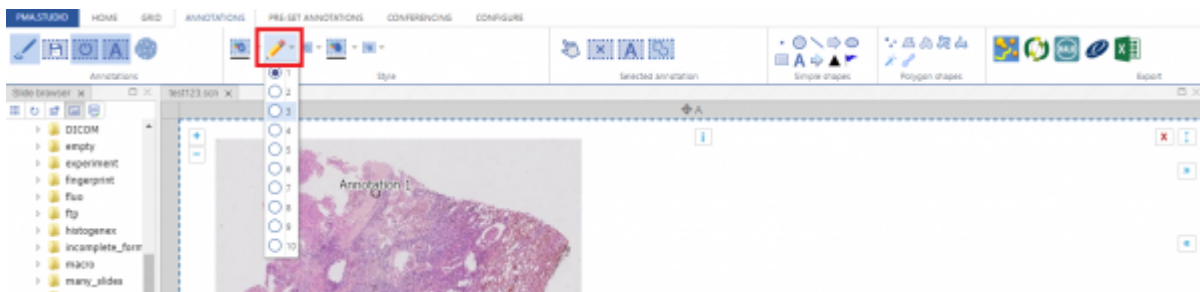 PMA.STUDIO HOME GRID ANNOTATIONS PRE-SET ANNOTATIONS CONFERENCING CONFIGURE
Annotations Style Selected annotation Simple shapes Polygon shapes Export
Slide browser x test123.scn x
A
1
2
3
4
5
6
7
8
9
10
DICOM
empty
experiment
fingerprint
fluo
ftp
histogenex
incomplete_form
macro
many_slides
Annotation 1